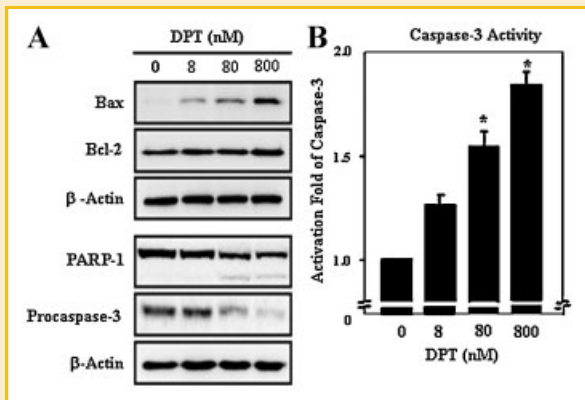 A
DPT (nM)
0 8 80 800
Bax
Bcl-2
β -Actin
PARP-1
Procaspase-3
β-Actin
B
Caspase-3 Activity
Activation Fold of Caspase-3
2.0
1.5
1.0
0
*
*
0 8 80 800
DPT (nM)